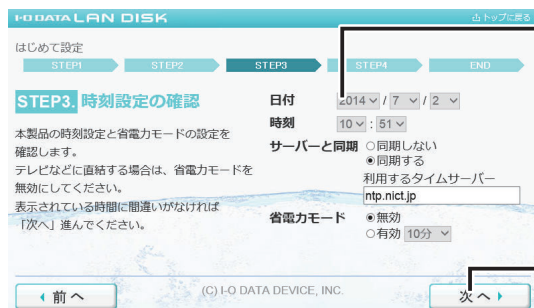 I-O DATA LAN DISK
トップに戻る
はじめて設定
STEP1 STEP2 STEP3 STEP4 END
STEP3. 時刻設定の確認
本製品の時刻設定と省電力モードの設定を
確認します。
テレビなどに直結する場合は、省電力モードを
無効にしてください。
表示されている時間に間違いがなければ
「次へ」進んでください。
日付 2014 / 7 / 2
時刻 10 : 51
サーバーと同期 同期しない
同期する
利用するタイムサーバー
ntp.nict.jp
省電力モード 無効
有効 10分
前へ
(C) I-O DATA DEVICE, INC.
次へ